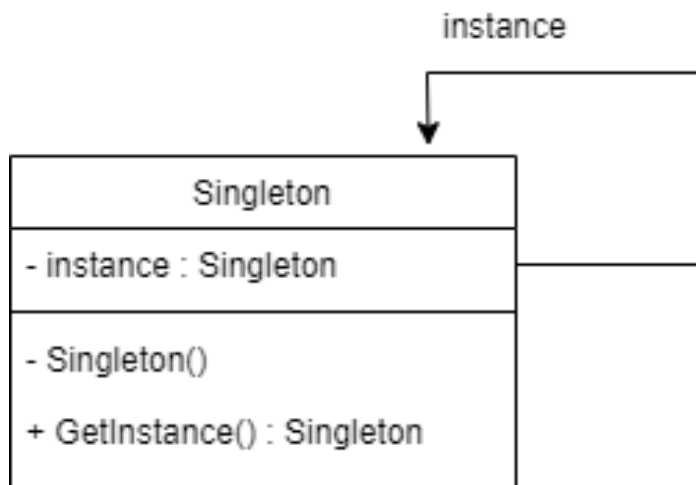 instance
Singleton
- instance : Singleton
- Singleton()
+ GetInstance() : Singleton